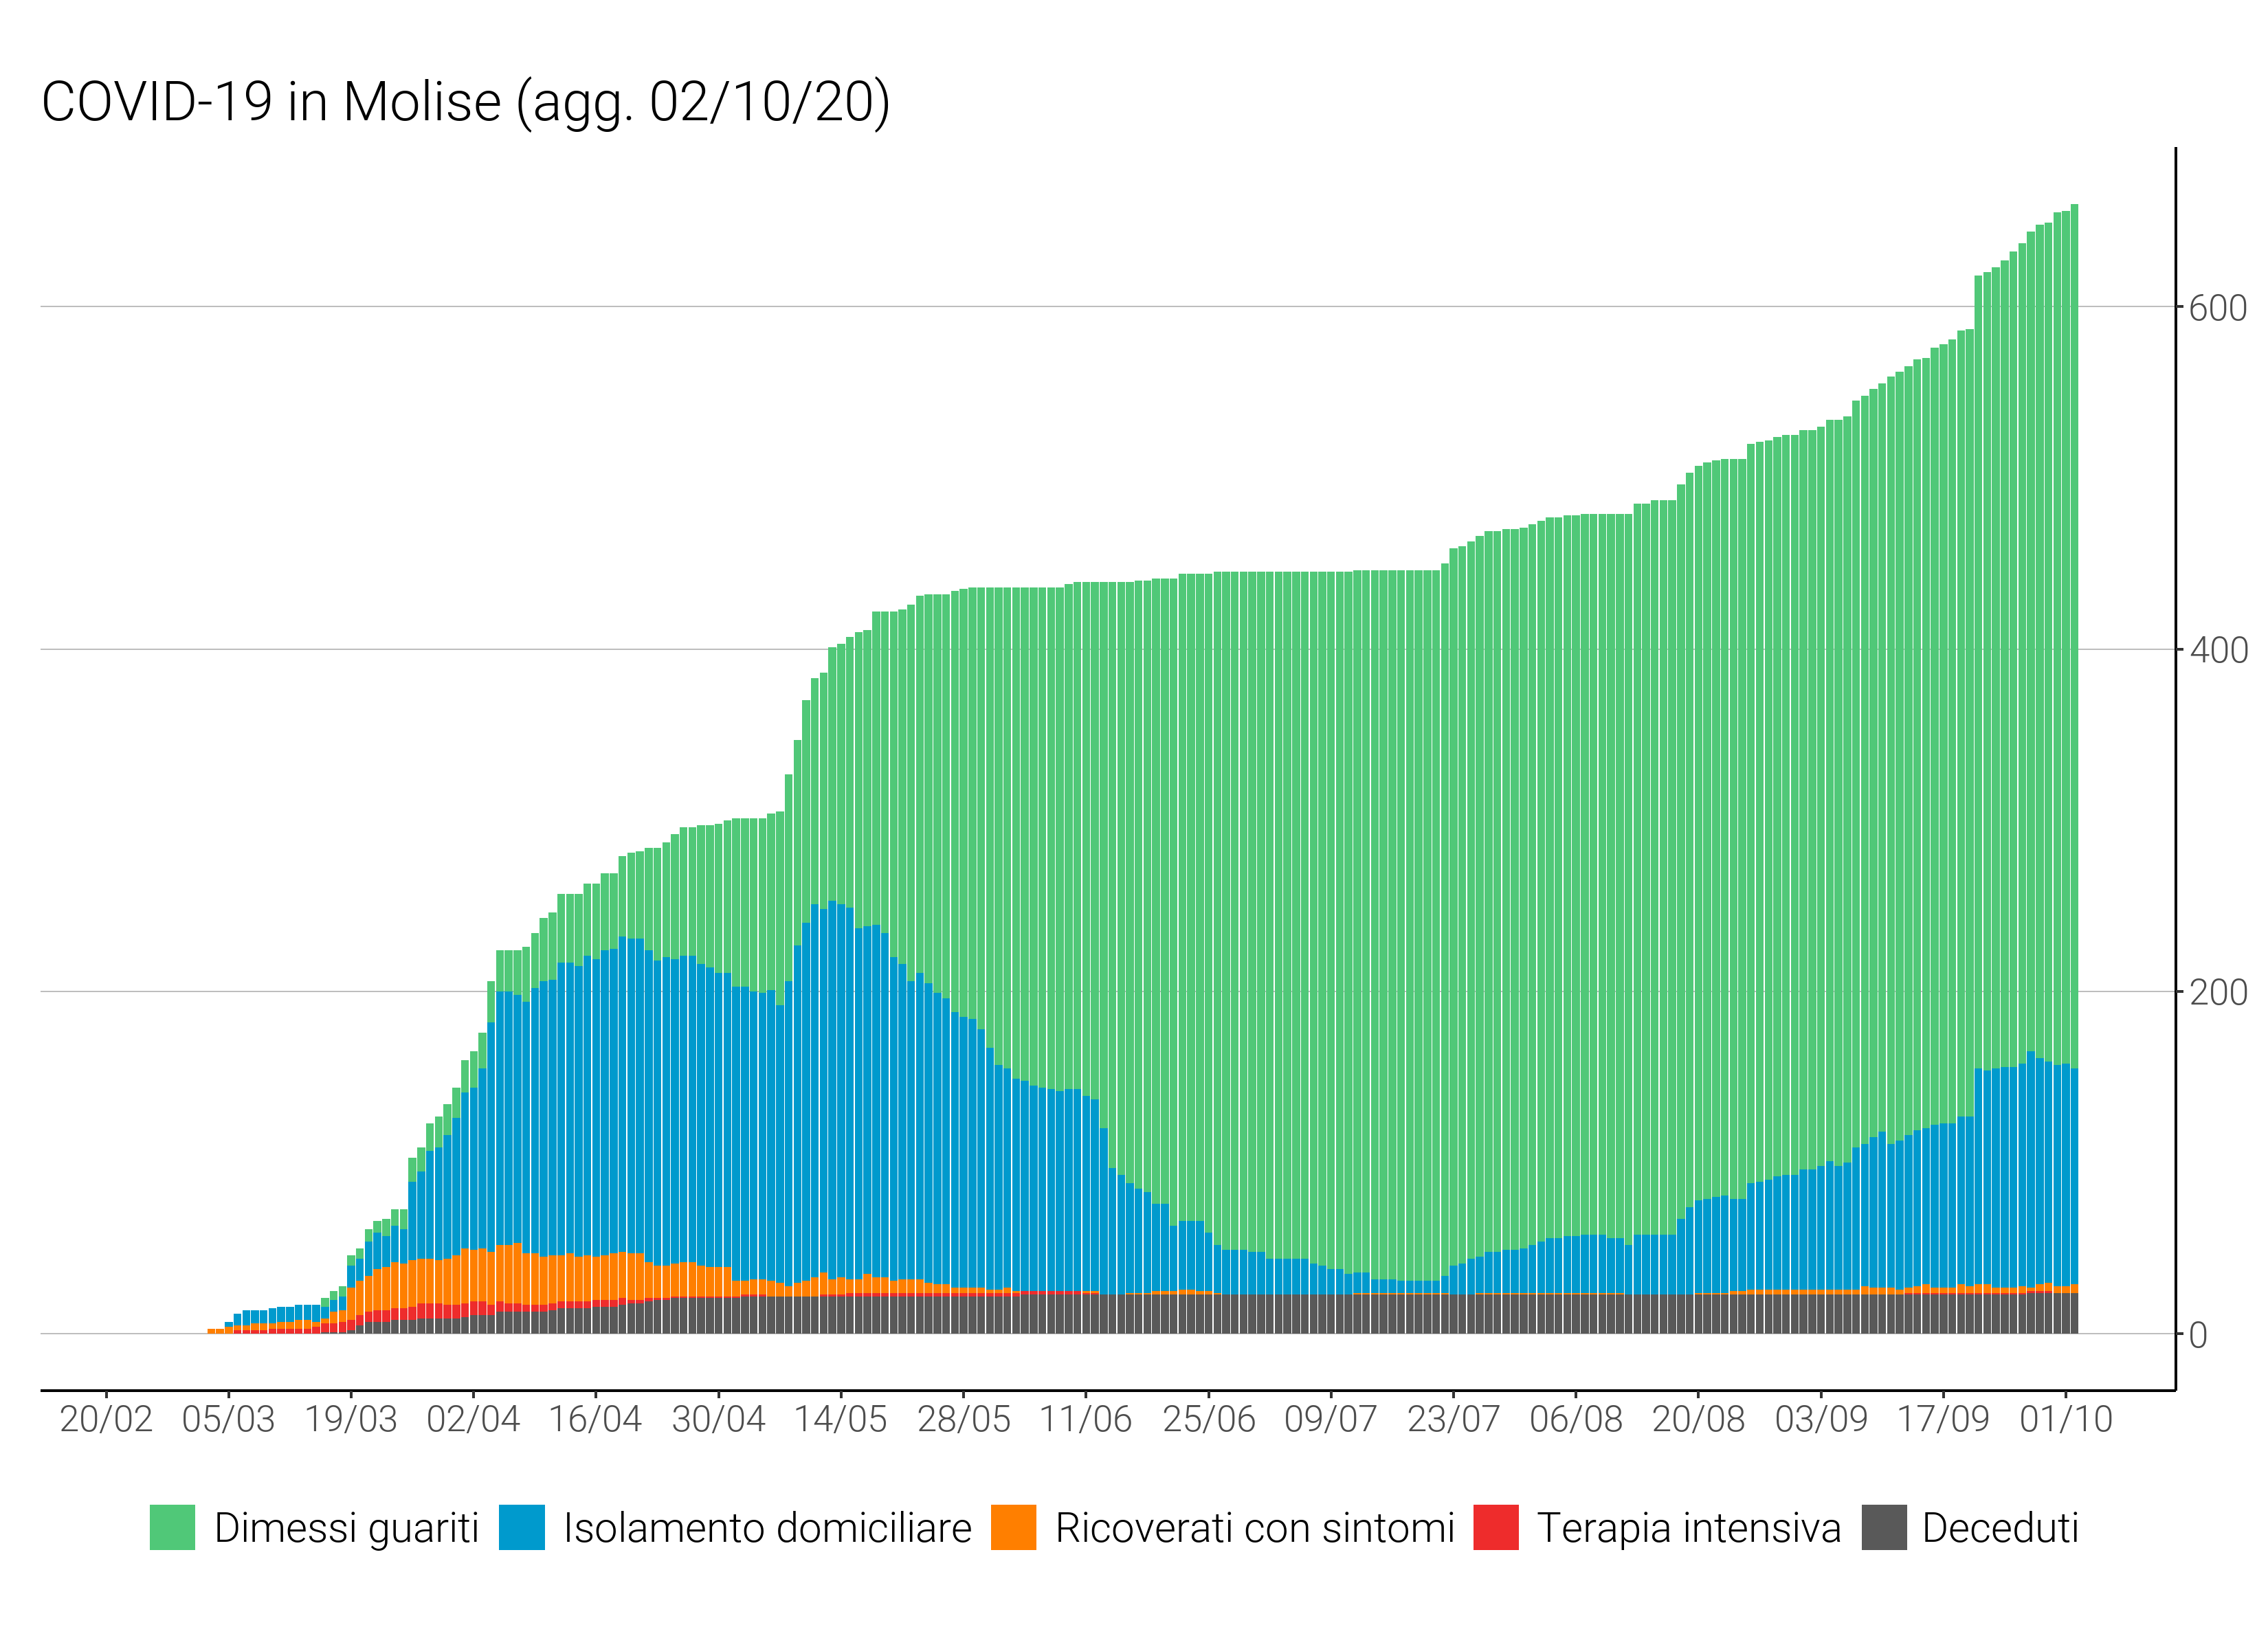 COVID-19 in Molise (agg. 02/10/20)
600
400
200
0
20/02 05/03 19/03 02/04 16/04 30/04 14/05 28/05 11/06 25/06 09/07 23/07 06/08 20/08 03/09 17/09 01/10
Dimessi guariti Isolamento domiciliare Ricoverati con sintomi Terapia intensiva Deceduti